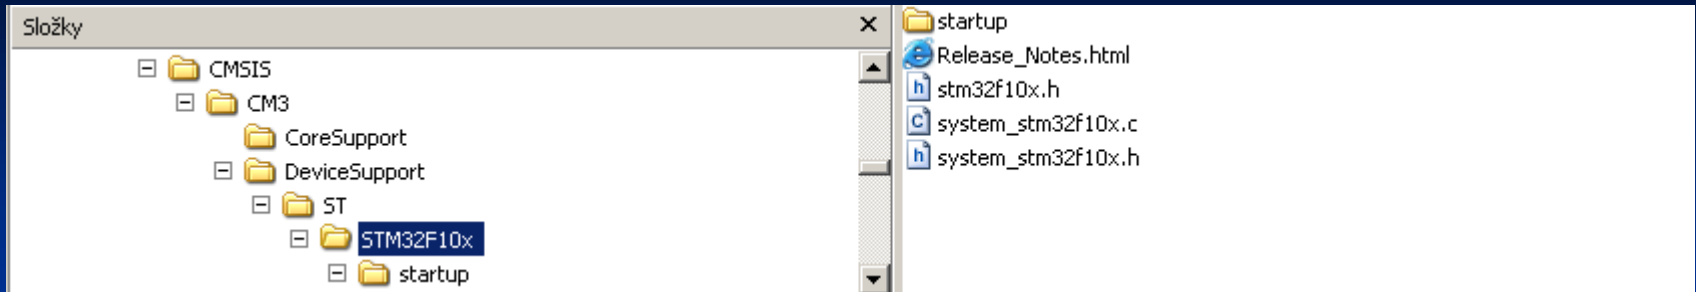 Složky
CMSIS
CM3
CoreSupport
DeviceSupport
ST
STM32F10x
startup
startup
Release_Notes.html
stm32f10x.h
system_stm32f10x.c
system_stm32f10x.h